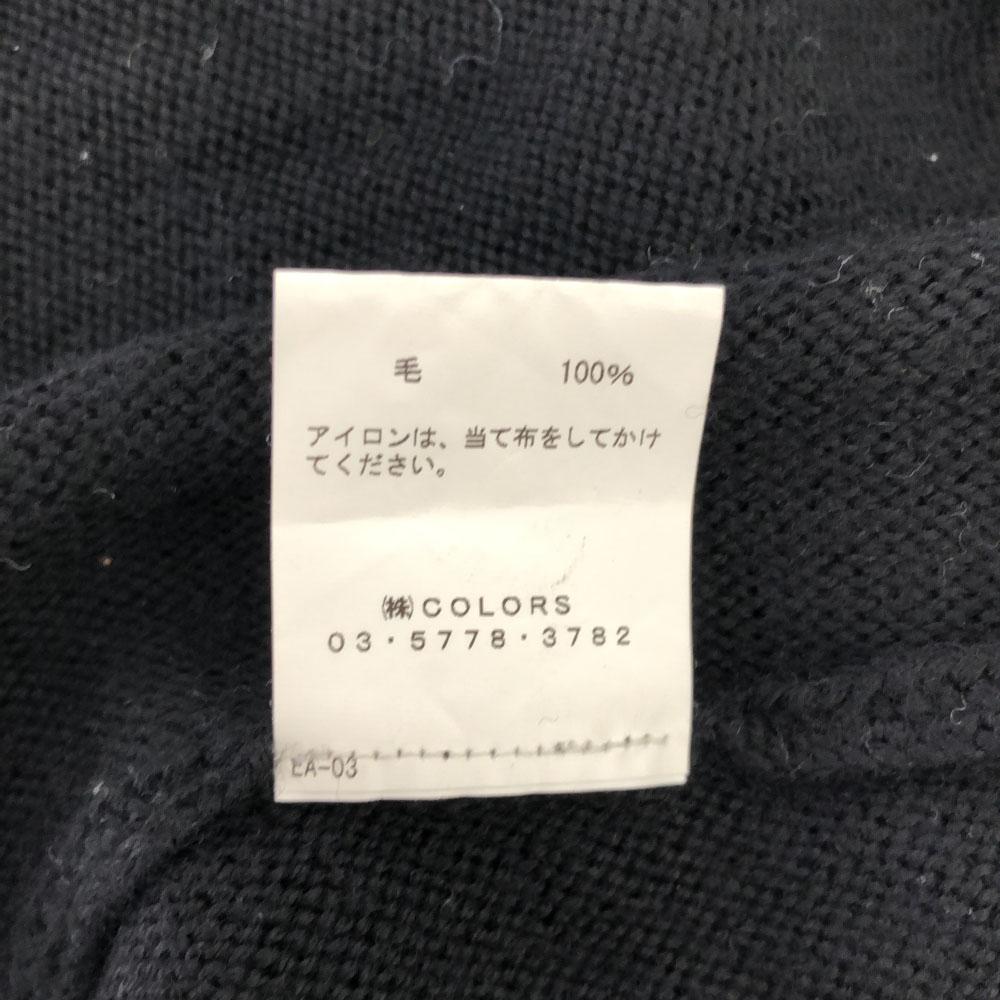 毛 100%
アイロンは、当て布をしてかけ
てください。
㈱COLORS
03・5778・3782
LA-03